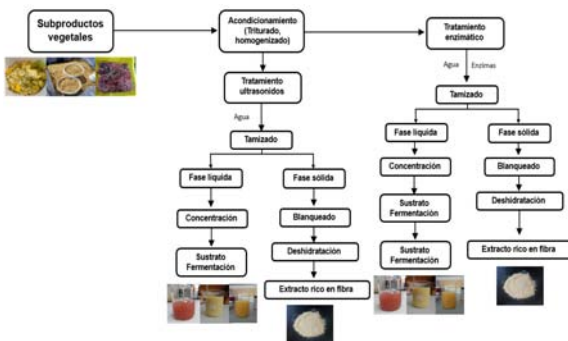 Subproductos
vegetales
Acondicionamiento
(Triturado,
homogenizado)
Tratamiento
enzimático
Agua
Enzimas
Tratamiento
ultrasonidos
Agua
Tamizado
Fase líquida
Concentración
Sustrato
Fermentación
Fase sólida
Blanqueado
Deshidratación
Extracto rico en fibra
Tamizado
Fase líquida
Concentración
Sustrato
Fermentación
Sustrato
Fermentación
Fase sólida
Blanqueado
Deshidratación
Extracto rico en fibra